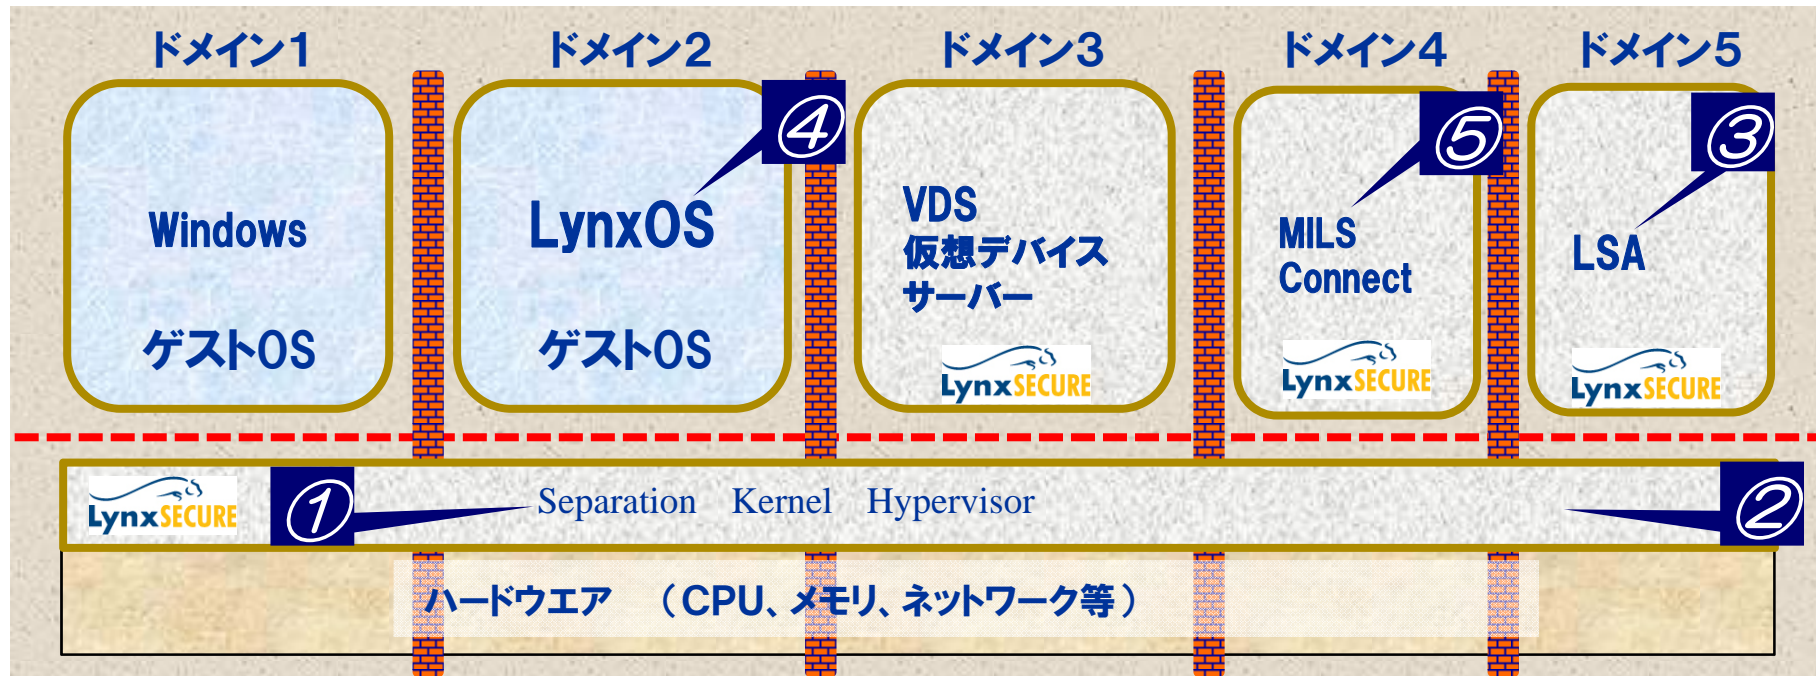 ドメイン1
ドメイン2
ドメイン3
ドメイン4
ドメイン5
④
⑤
③
Windows
ゲストOS
LynxOS
ゲストOS
VDS
仮想デバイス
サーバー
LynxSECURE
MILS
Connect
LynxSECURE
LSA
LynxSECURE
LynxSECURE
①
Separation Kernel Hypervisor
②
ハードウエア （CPU、メモリ、ネットワーク等）